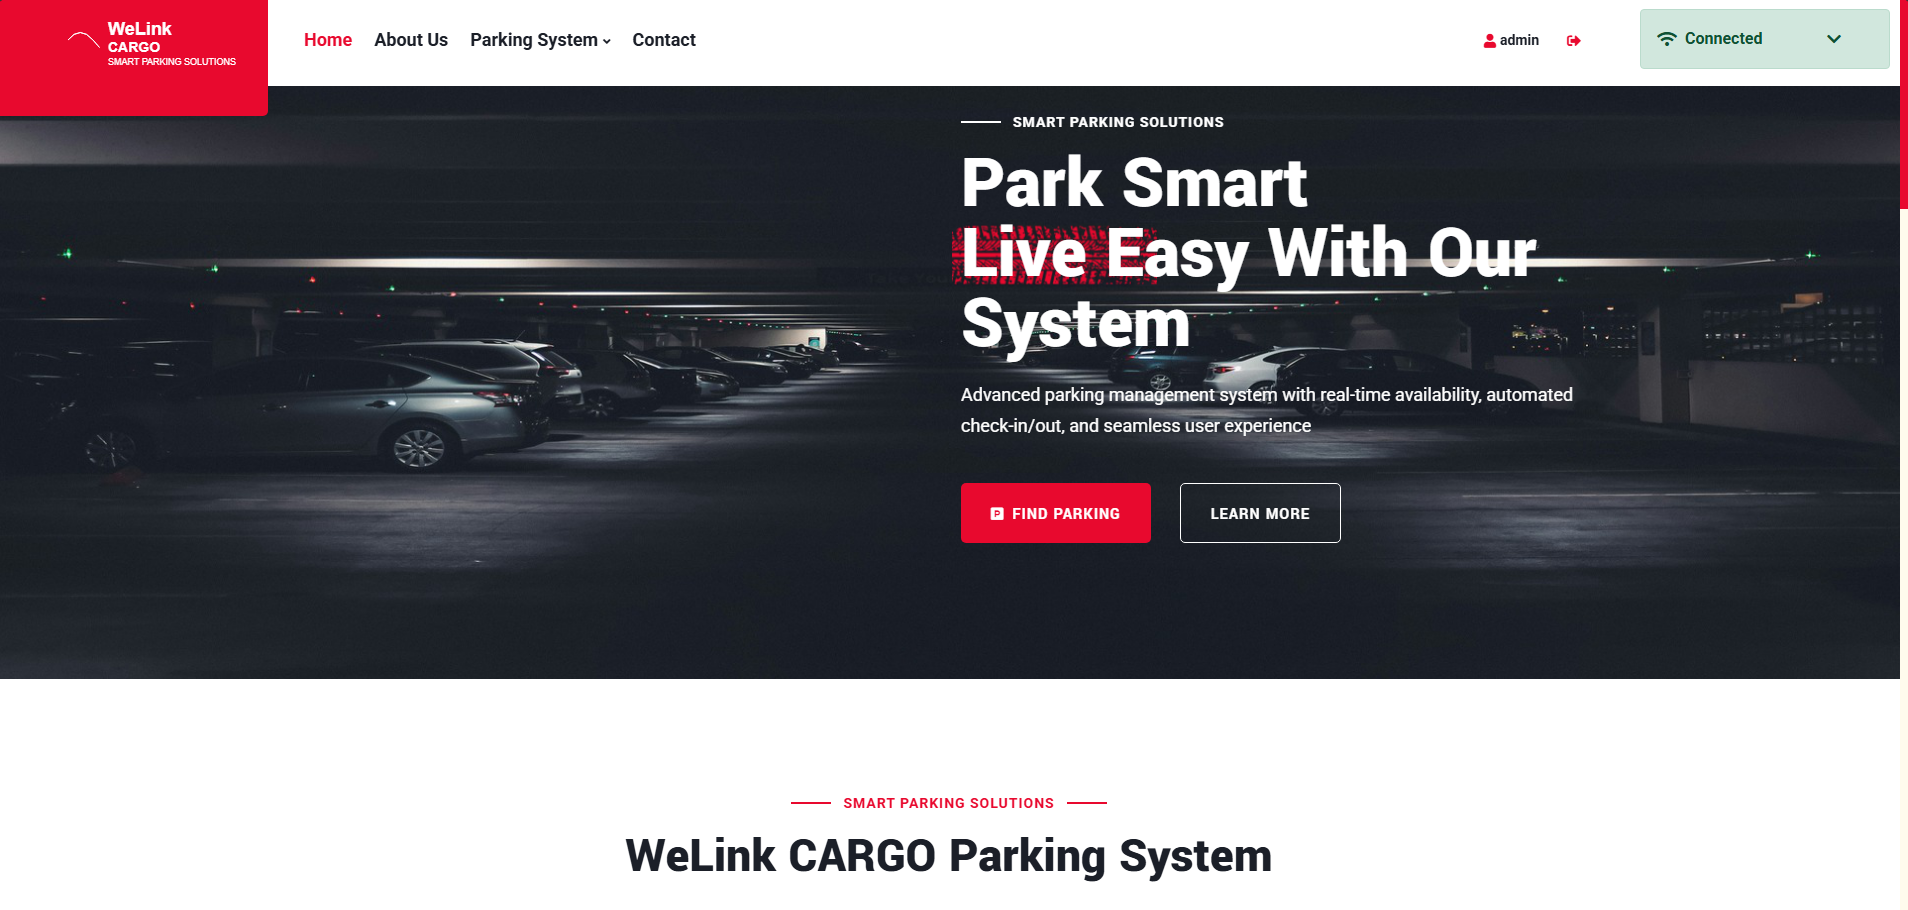 WeLink
CARGO
SMART PARKING SOLUTIONS
Home About Us Parking System Contact
admin
Connected
SMART PARKING SOLUTIONS
Park Smart
Live Easy With Our
System
Advanced parking management system with real-time availability, automated
check-in/out, and seamless user experience
FIND PARKING
LEARN MORE
SMART PARKING SOLUTIONS
WeLink CARGO Parking System